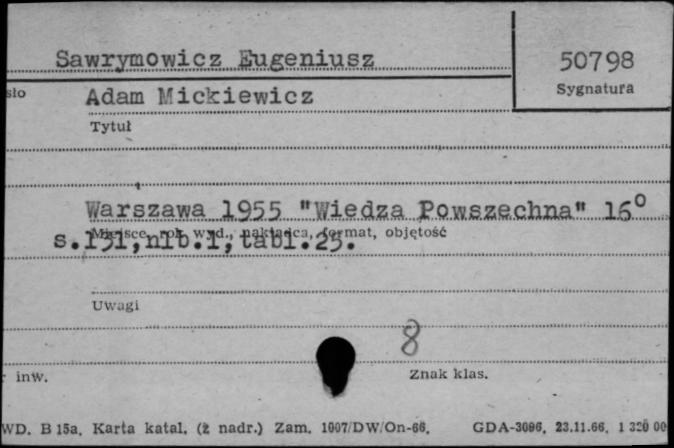 Sawrymowicz Eugeniusz
50798
Sygnatura
sło
Adam Mickiewicz
Tytuł
Warszawa 1955 "Wiedza Powszechna" 16°
Miejsce, rok wyd., nakładca, format, objętość
s.151,nlb.1,tabl.25.
Uwagi
8
r inw.
Znak klas.
WD. B 15a. Karta katal. (z nadr.) Zam. 1007/DW/On-66. GDA-3096, 23.11.66, 1 320 00